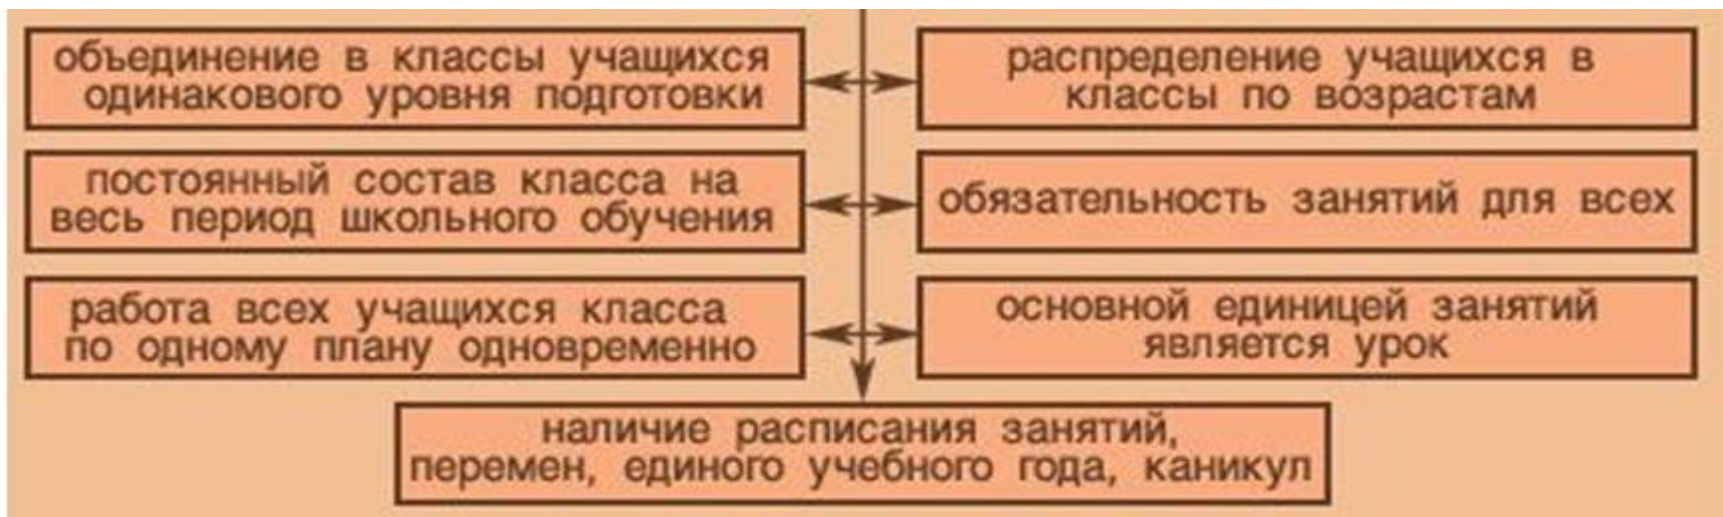 объединение в классы учащихся
одинакового уровня подготовки
распределение учащихся в
классы по возрастам
постоянный состав класса на
весь период школьного обучения
обязательность занятий для всех
работа всех учащихся класса
по одному плану одновременно
основной единицей занятий
является урок
наличие расписания занятий,
перемен, единого учебного года, каникул